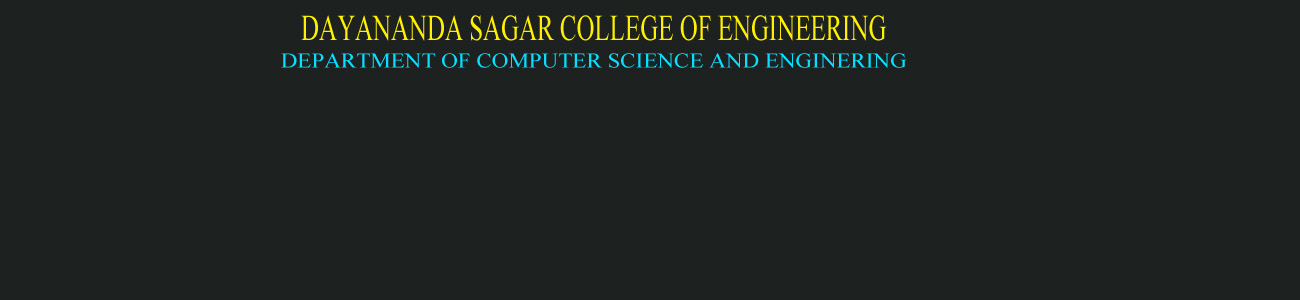 DAYANANDA SAGAR COLLEGE OF ENGINEERING
DEPARTMENT OF COMPUTER SCIENCE AND ENGINERING